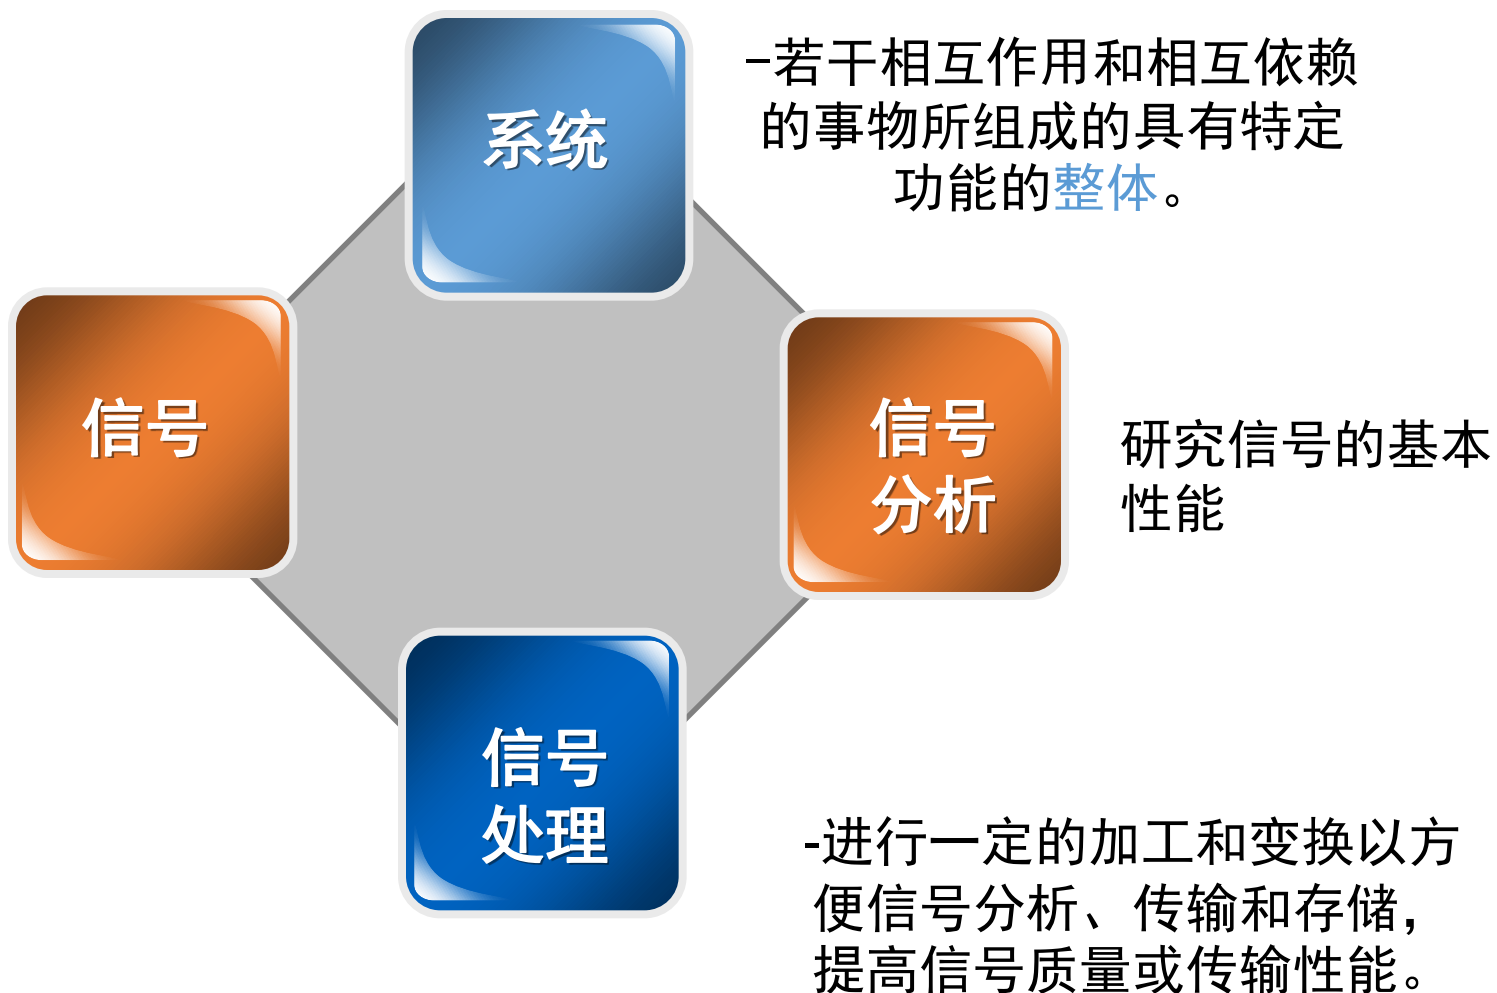 系统
-若干相互作用和相互依赖
的事物所组成的具有特定
功能的整体。
信号
信号
分析
研究信号的基本
性能
信号
处理
-进行一定的加工和变换以方
便信号分析、传输和存储，
提高信号质量或传输性能。